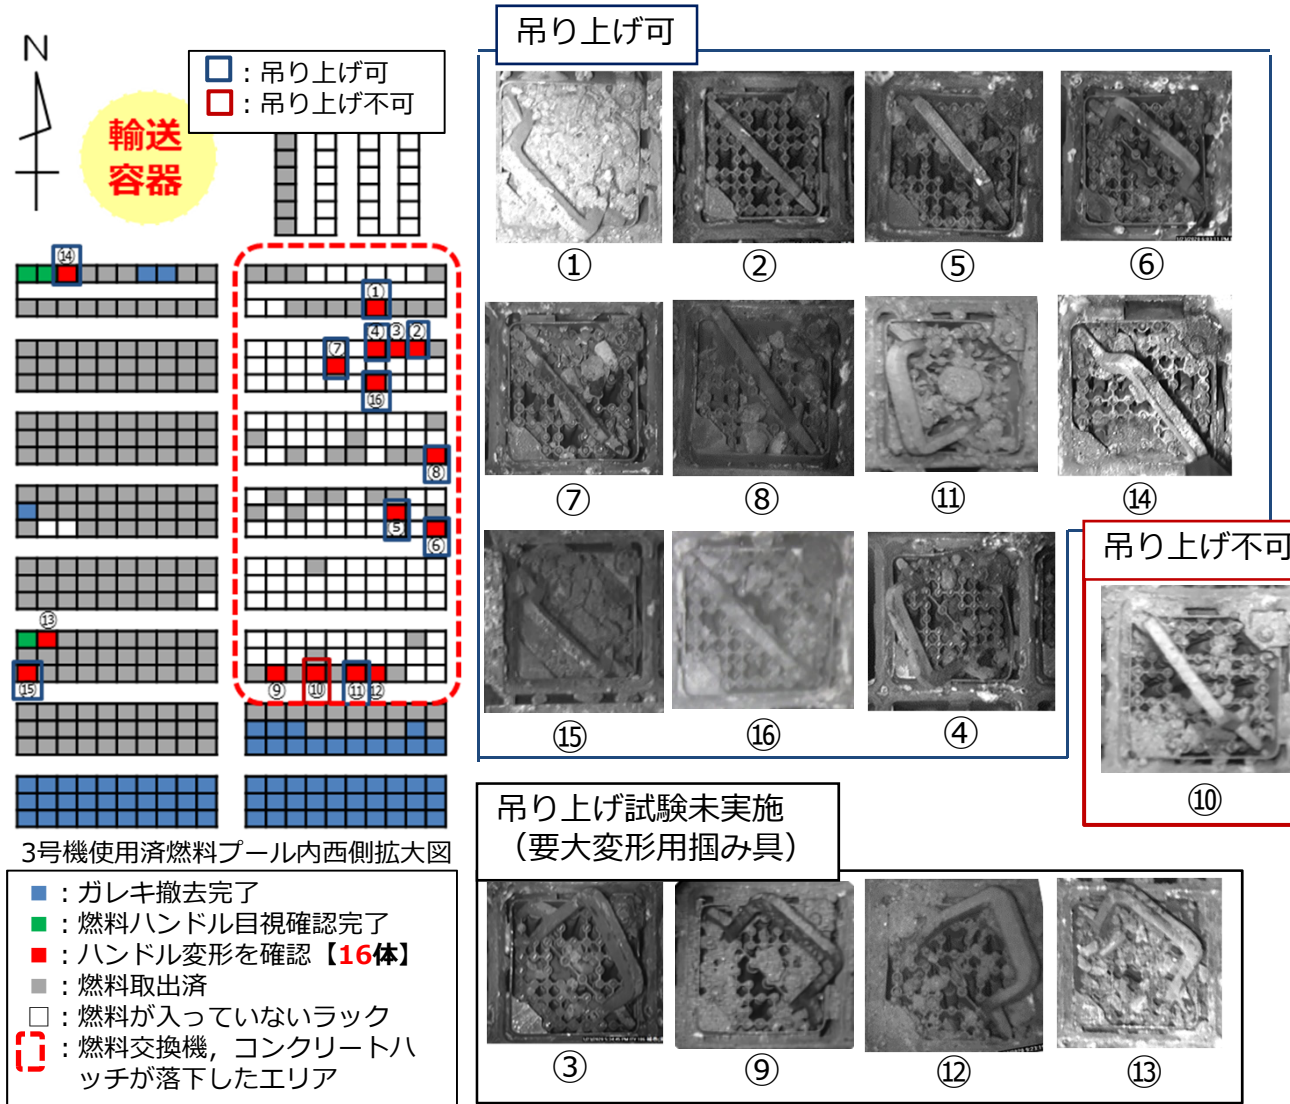 N
輸送
容器
：吊り上げ可
：吊り上げ不可
⑭
①
④
③
②
⑦
⑯
⑧
⑤
⑥
⑬
⑮
⑨
⑩
⑪
⑫
3号機使用済燃料プール内西側拡大図
：ガレキ撤去完了
：燃料ハンドル目視確認完了
：ハンドル変形を確認【16体】
：燃料取出済
：燃料が入っていないラック
：燃料交換機，コンクリートハ
ッチが落下したエリア
吊り上げ可
①
②
⑤
⑥
⑦
⑧
⑪
⑭
⑮
⑯
④
吊り上げ不可
⑩
吊り上げ試験未実施
（要大変形用掴み具）
③
⑨
⑫
⑬